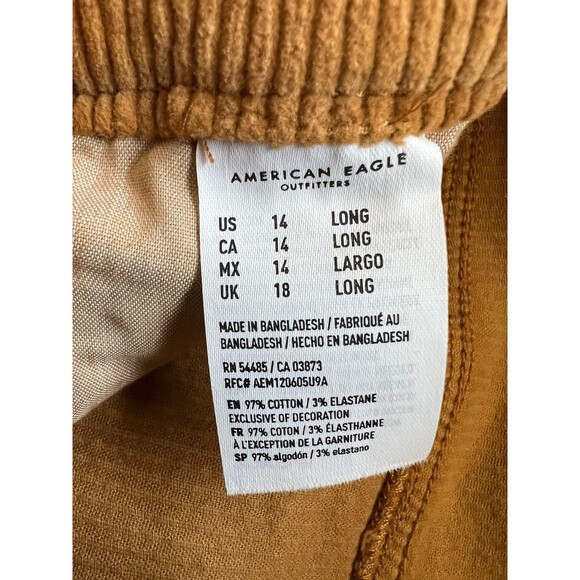 AMERICAN EAGLE
OUTFITTERS
US 14 LONG
CA 14 LONG
MX 14 LARGO
UK 18 LONG
MADE IN BANGLADESH / FABRIQUÉ AU
BANGLADESH / HECHO EN BANGLADESH
RN 54485 / CA 03873
RFC# AEM120605U9A
EN 97% COTTON / 3% ELASTANE
EXCLUSIVE OF DECORATION
FR 97% COTON / 3% ÉLASTHANNE
À L'EXCEPTION DE LA GARNITURE
SP 97% algodón / 3% elastano